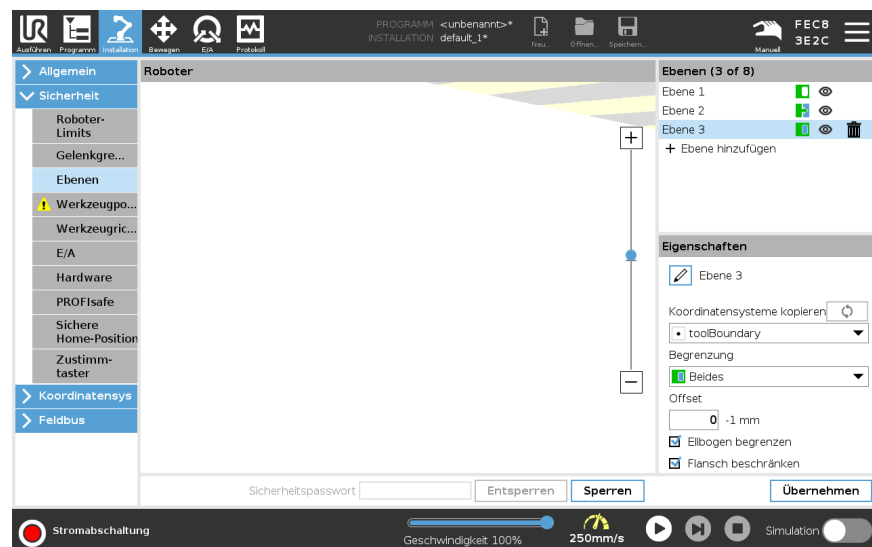 Ausführen Programm Installation Bewegen E/A Protokoll
PROGRAMM <unbenannt>*
INSTALLATION default_1*
Neu... Öffnen... Speichern...
Manuell
FEC8
3E2C
Allgemein
Sicherheit
Roboter-
Limits
Gelenkgre...
Ebenen
Werkzeugpo...
Werkzeugric...
E/A
Hardware
PROFIsafe
Sichere
Home-Position
Zustimm-
taster
Koordinatensys
Feldbus
Roboter
Ebenen (3 of 8)
Ebene 1
Ebene 2
Ebene 3
+ Ebene hinzufügen
Eigenschaften
Ebene 3
Koordinatensysteme kopieren
toolBoundary
Begrenzung
Beides
Offset
0 -1 mm
Ellbogen begrenzen
Flansch beschränken
Sicherheitspasswort Entsperren Sperren Übernehmen
Stromabschaltung
Geschwindigkeit 100%
250mm/s
Simulation